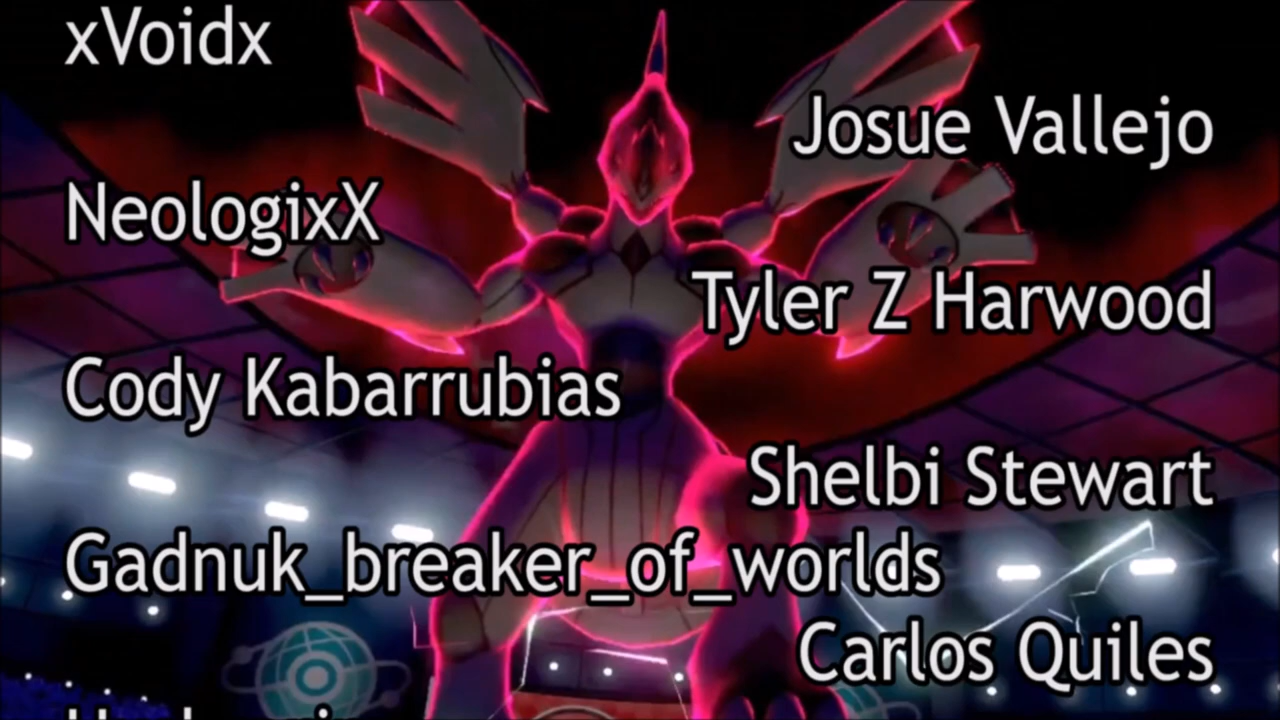 xVoidx
Josue Vallejo
NeologixX
Tyler Z Harwood
Cody Kabarrubias
Shelbi Stewart
Gadnuk_breaker_of_worlds
Carlos Quiles